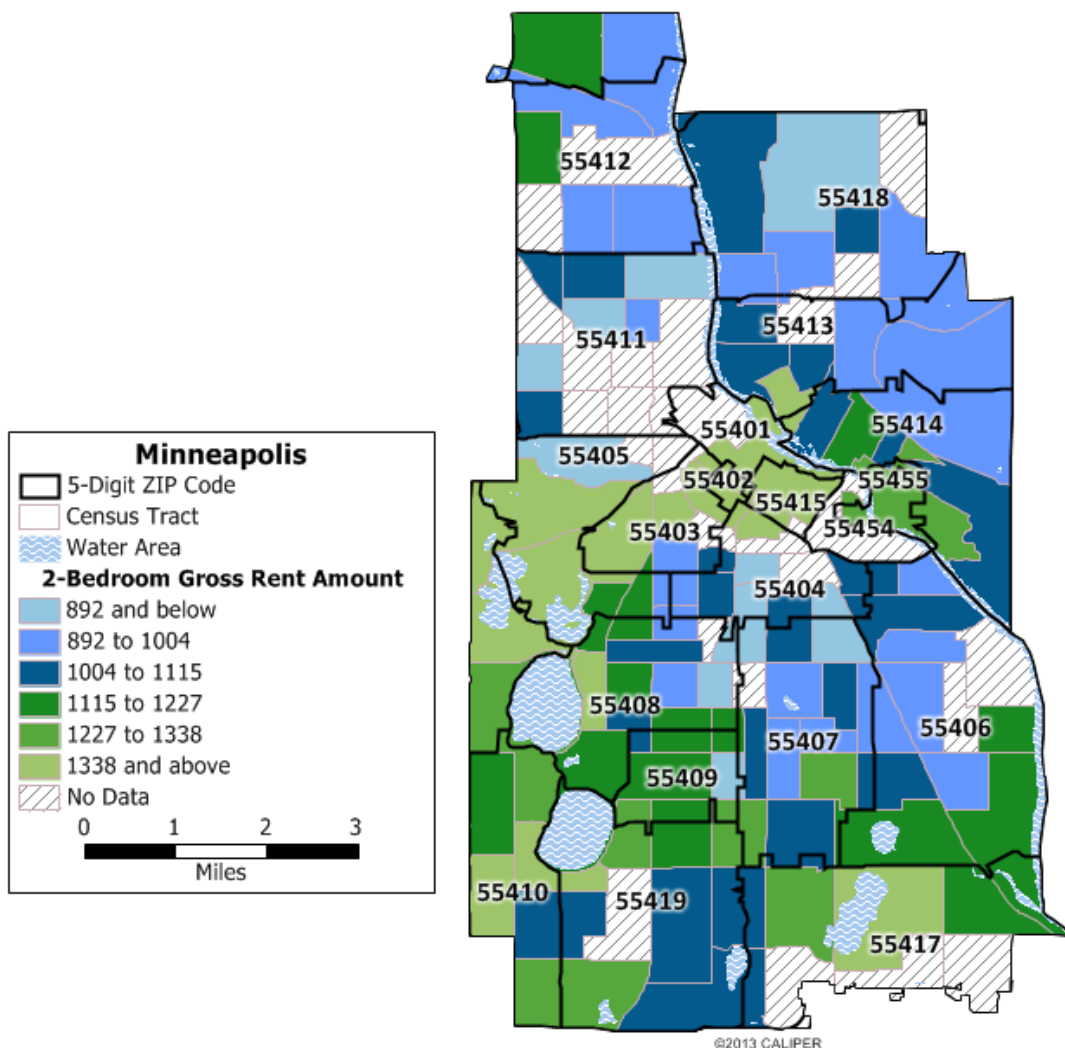 55412
55418
55413
55411
55401
55414
55405
55402
55455
55415
55403
55454
55404
55408
55406
55407
55409
55410
55419
55417
Minneapolis
5-Digit ZIP Code
Census Tract
Water Area
2-Bedroom Gross Rent Amount
892 and below
892 to 1004
1004 to 1115
1115 to 1227
1227 to 1338
1338 and above
No Data
0 1 2 3
Miles
©2013 CALIPER